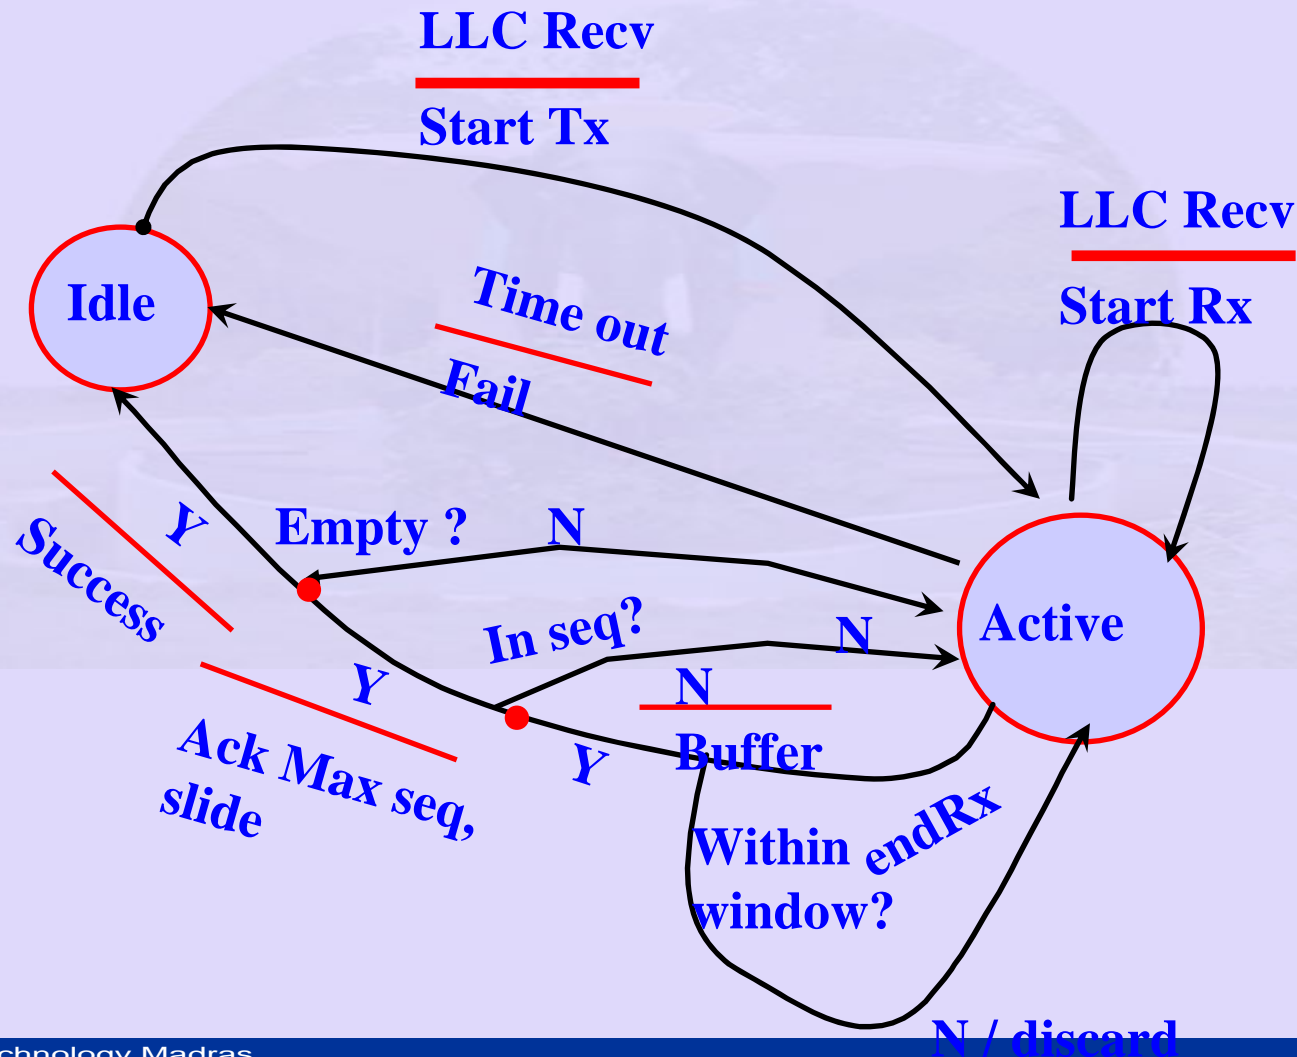 LLC Recv
Start Tx
LLC Recv
Start Rx
Idle
Time out
Fail
Y
Empty ?
N
Success
In seq?
N
Active
Y
N
Ack Max seq,
slide
Y
Buffer
Within
endRx
window?
N / discard
chnology Madras